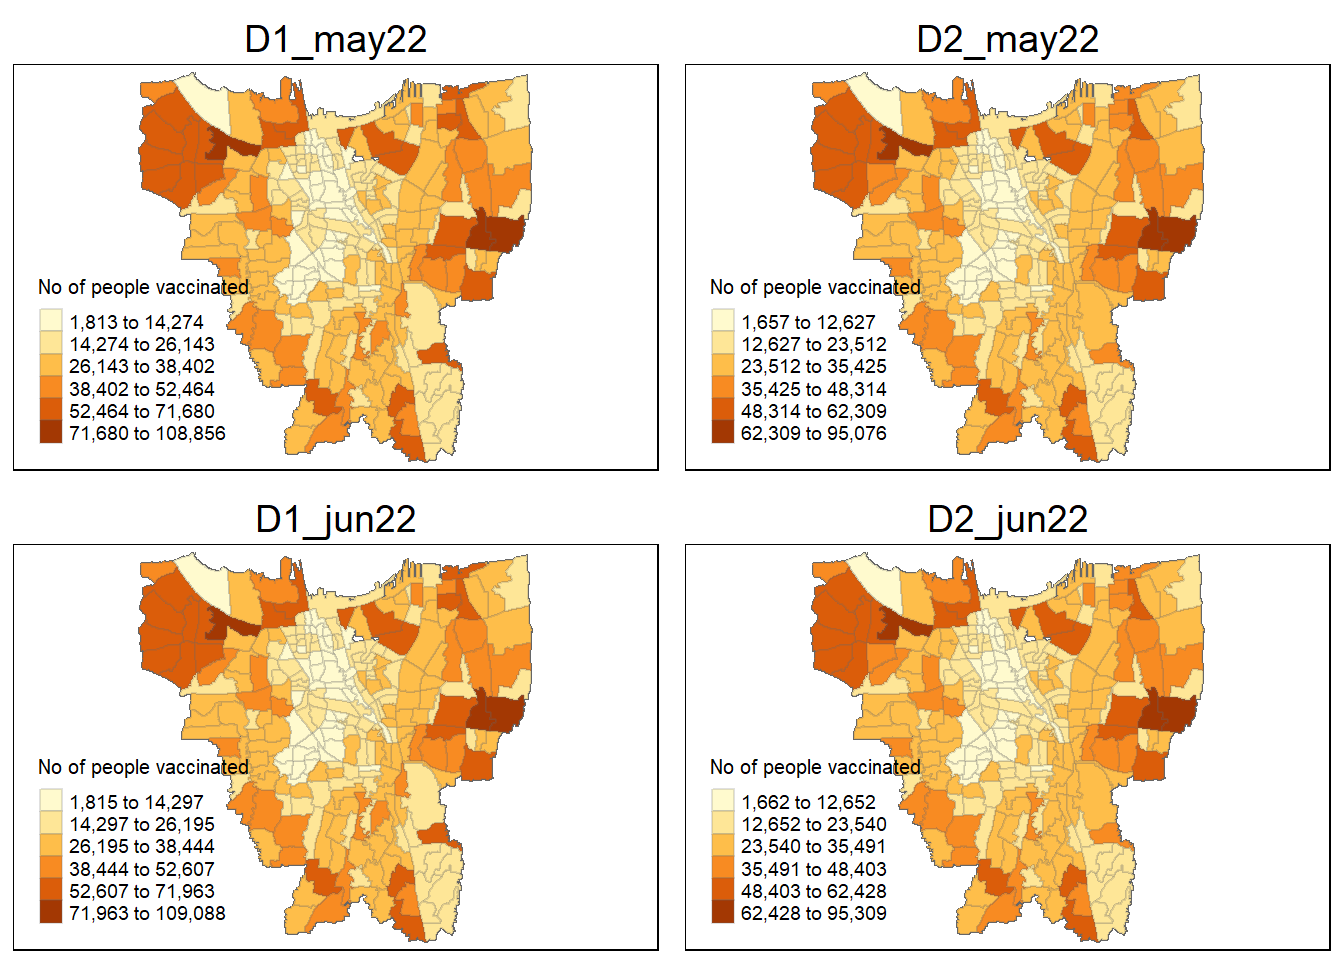 D1_may22
No of people vaccinated
1,813 to 14,274
14,274 to 26,143
26,143 to 38,402
38,402 to 52,464
52,464 to 71,680
71,680 to 108,856
D2_may22
No of people vaccinated
1,657 to 12,627
12,627 to 23,512
23,512 to 35,425
35,425 to 48,314
48,314 to 62,309
62,309 to 95,076
D1_jun22
No of people vaccinated
1,815 to 14,297
14,297 to 26,195
26,195 to 38,444
38,444 to 52,607
52,607 to 71,963
71,963 to 109,088
D2_jun22
No of people vaccinated
1,662 to 12,652
12,652 to 23,540
23,540 to 35,491
35,491 to 48,403
48,403 to 62,428
62,428 to 95,309